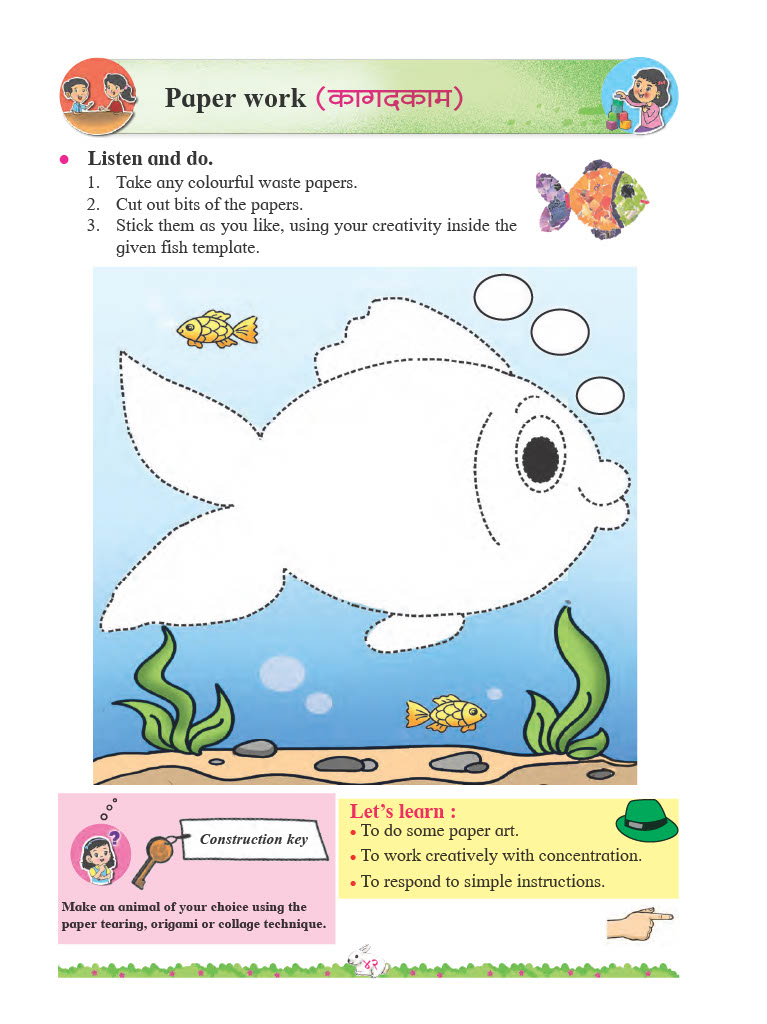 Paper work (कागदकाम)
• Listen and do.
1. Take any colourful waste papers.
2. Cut out bits of the papers.
3. Stick them as you like, using your creativity inside the
given fish template.
?
Construction key
Make an animal of your choice using the
paper tearing, origami or collage technique.
Let's learn :
• To do some paper art.
• To work creatively with concentration.
• To respond to simple instructions.
४२